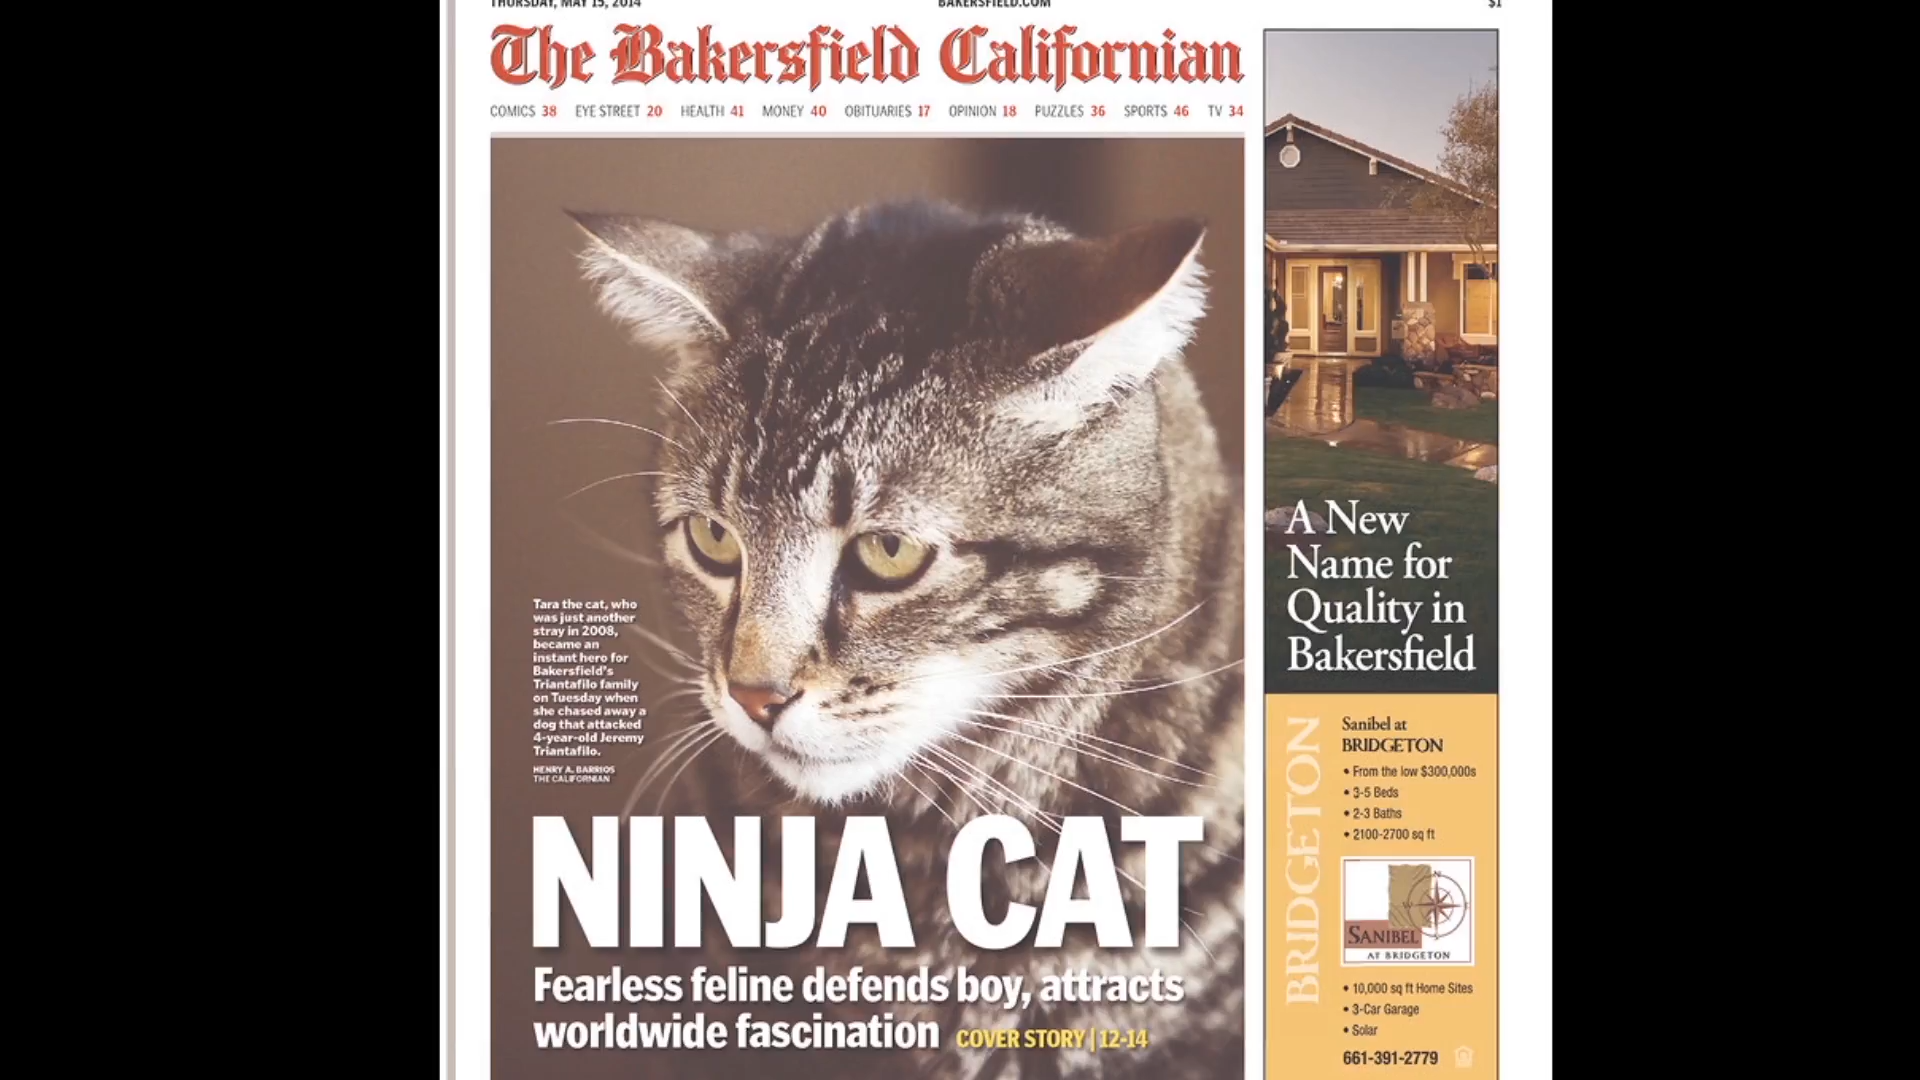 THURSDAY, MAY 15, 2014
BAKERSFIELD.COM
$1
The Bakersfield Californian
COMICS 38 EYE STREET 20 HEALTH 41 MONEY 40 OBITUARIES 17 OPINION 18 PUZZLES 36 SPORTS 46 TV 34
Tara the cat, who
was just another
stray in 2008,
became an
instant hero for
Bakersfield's
Triantafilo family
on Tuesday when
she chased away a
dog that attacked
4-year-old Jeremy
Triantafilo.
HENRY A. BARRIOS
THE CALIFORNIAN
NINJA CAT
Fearless feline defends boy, attracts
worldwide fascination COVER STORY | 12-14
A New
Name for
Quality in
Bakersfield
BRIDGETON
Sanibel at
BRIDGETON
• From the low $300,000s
• 3-5 Beds
• 2-3 Baths
• 2100-2700 sq ft
N
SANIBEL
AT BRIDGETON
• 10,000 sq ft Home Sites
• 3-Car Garage
• Solar
661-391-2779